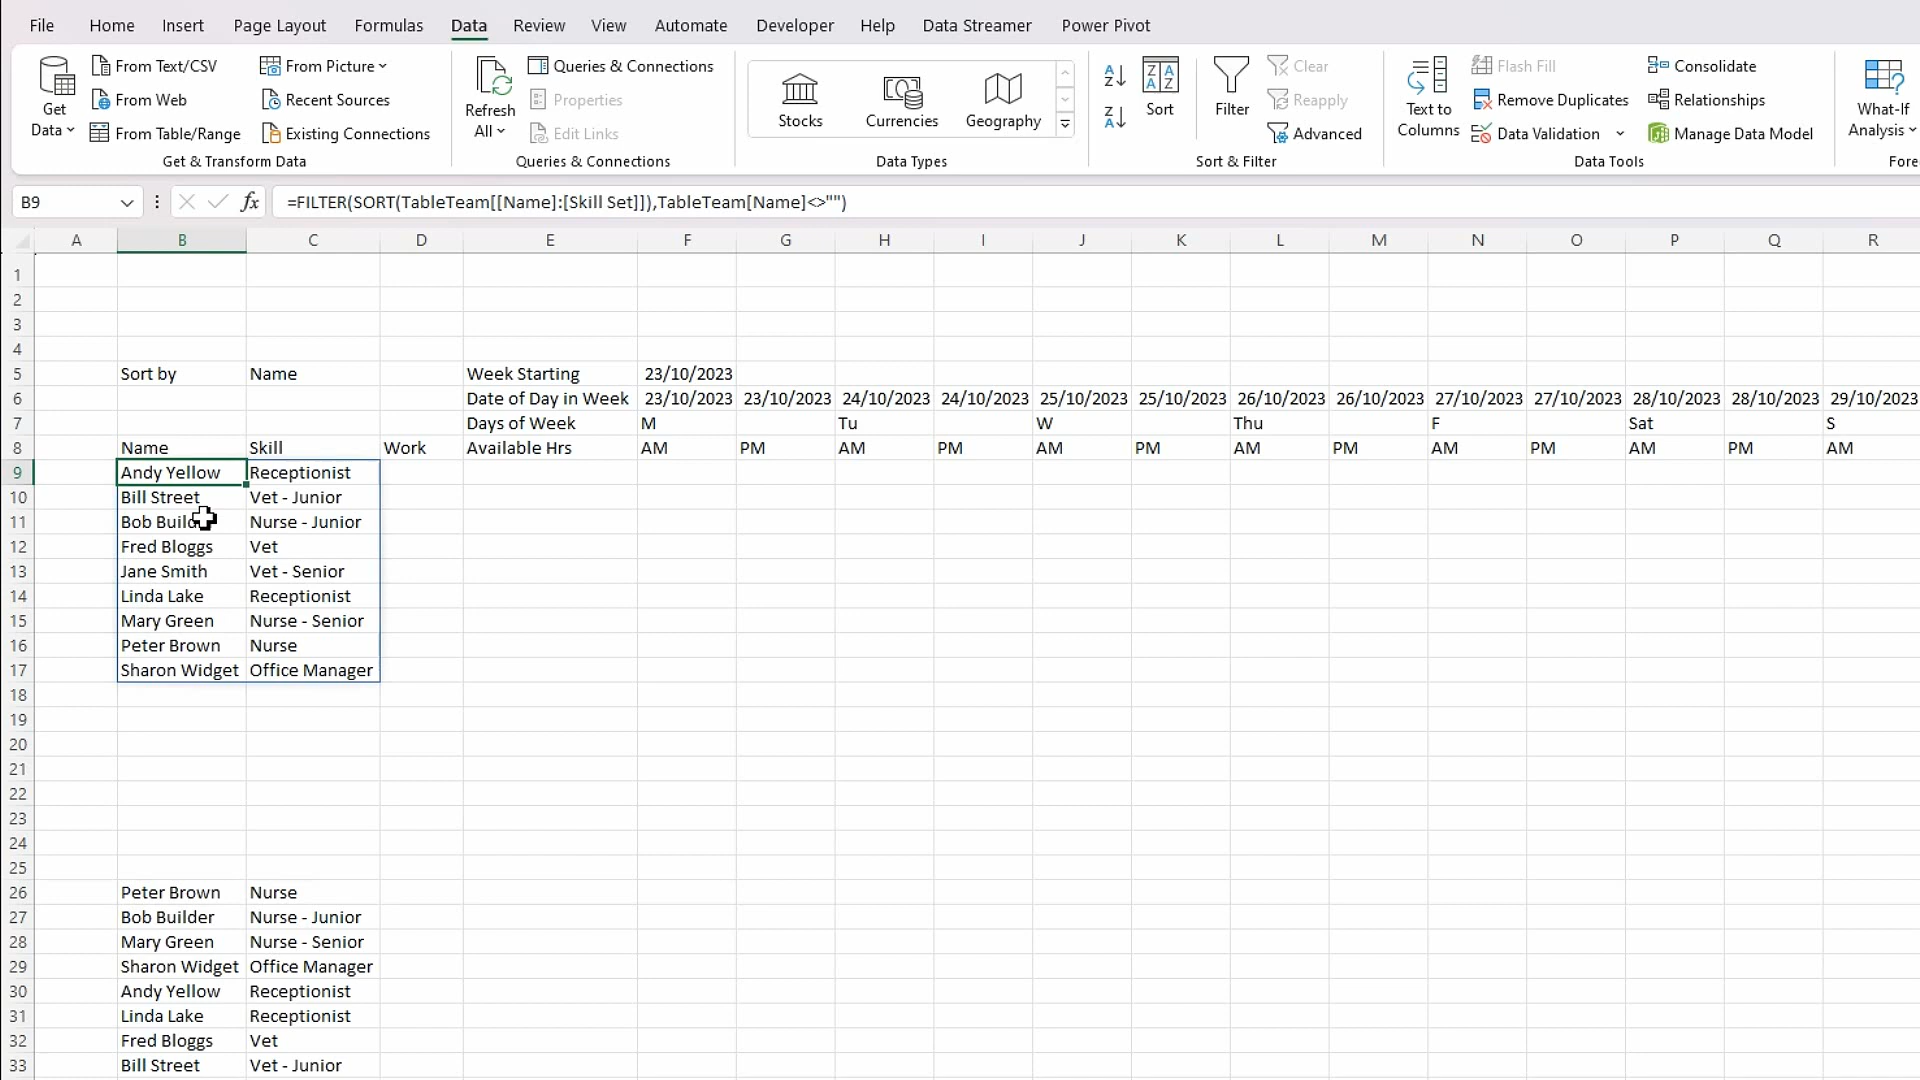 File Home Insert Page Layout Formulas Data Review View Automate Developer Help Data Streamer Power Pivot
Get Data
From Text/CSV
From Web
From Table/Range
From Picture
Recent Sources
Existing Connections
Get & Transform Data
Refresh All
Queries & Connections
Properties
Edit Links
Queries & Connections
Stocks Currencies Geography
Data Types
Sort
Filter
Clear
Reapply
Advanced
Sort & Filter
Text to Columns
Flash Fill
Remove Duplicates
Data Validation
Consolidate
Relationships
Manage Data Model
Data Tools
What-If Analysis
Fore
B9 fx =FILTER(SORT(TableTeam[[Name]:[Skill Set]]),TableTeam[Name]<>"")
A B C D E F G H I J K L M N O P Q R
1
2
3
4
5 Sort by Name Week Starting 23/10/2023
6 Date of Day in Week 23/10/2023 23/10/2023 24/10/2023 24/10/2023 25/10/2023 25/10/2023 26/10/2023 26/10/2023 27/10/2023 27/10/2023 28/10/2023 28/10/2023 29/10/2023
7 Days of Week M Tu W Thu F Sat S
8 Name Skill Work Available Hrs AM PM AM PM AM PM AM PM AM PM AM PM AM
9 Andy Yellow Receptionist
10 Bill Street Vet - Junior
11 Bob Nurse - Junior
12 Fred Bloggs Vet
13 Jane Smith Vet - Senior
14 Linda Lake Receptionist
15 Mary Green Nurse - Senior
16 Peter Brown Nurse
17 Sharon Widget Office Manager
18
19
20
21
22
23
24
25
26 Peter Brown Nurse
27 Bob Builder Nurse - Junior
28 Mary Green Nurse - Senior
29 Sharon Widget Office Manager
30 Andy Yellow Receptionist
31 Linda Lake Receptionist
32 Fred Bloggs Vet
33 Bill Street Vet - Junior